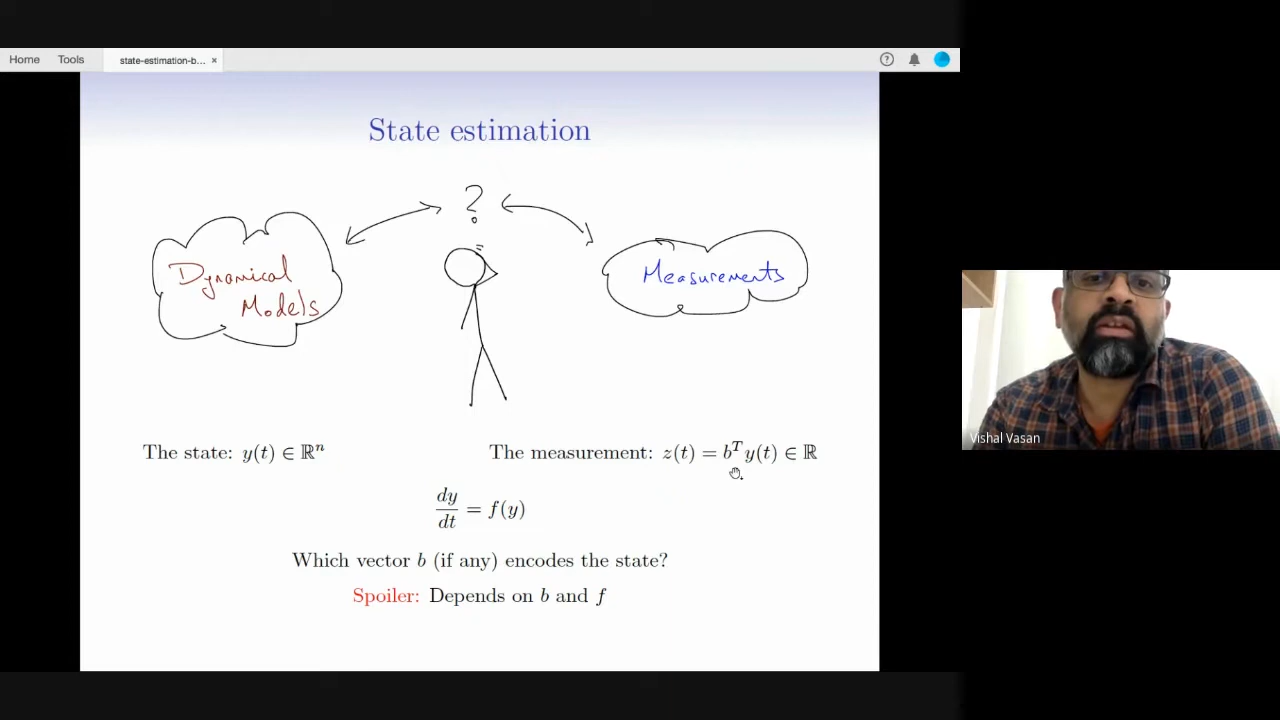 Home Tools state-estimation-b... ×
State estimation
?
Dynamical
Models
Measurements
The state: y(t) ∈ ℝⁿ The measurement: z(t) = bᵀy(t) ∈ ℝ
dy/dt = f(y)
Which vector b (if any) encodes the state?
Spoiler: Depends on b and f
Vishal Vasan